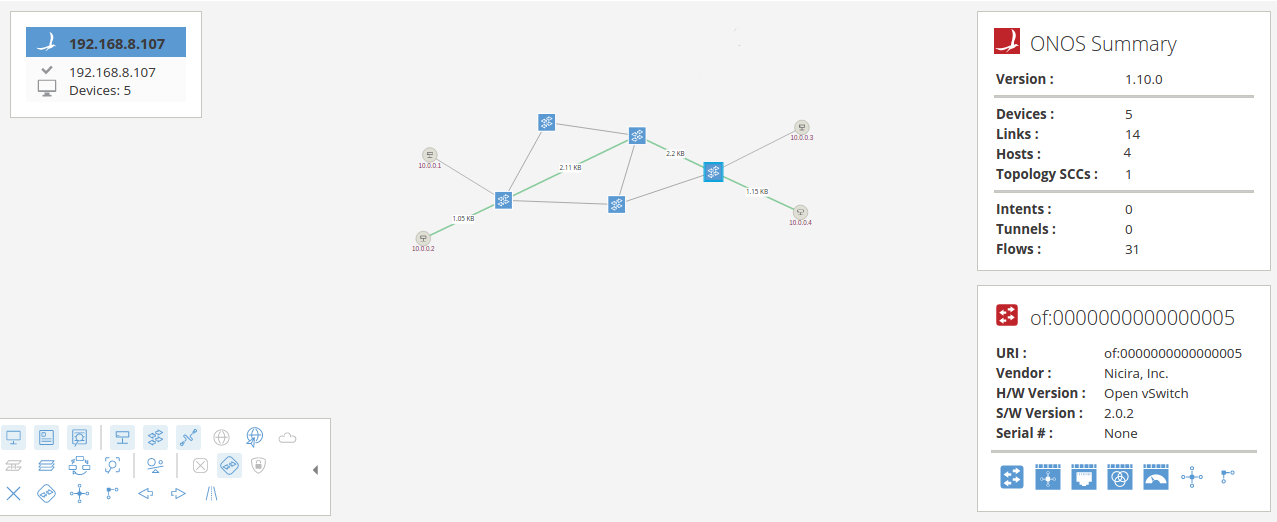 192.168.8.107
192.168.8.107
Devices: 5
10.0.0.1
10.0.0.2
1.05 KB
2.11 KB
2.2 KB
1.15 KB
10.0.0.3
10.0.0.4
ONOS Summary
Version : 1.10.0
Devices : 5
Links : 14
Hosts : 4
Topology SCCs : 1
Intents : 0
Tunnels : 0
Flows : 31
of:0000000000000005
URI : of:0000000000000005
Vendor : Nicira, Inc.
H/W Version : Open vSwitch
S/W Version : 2.0.2
Serial # : None